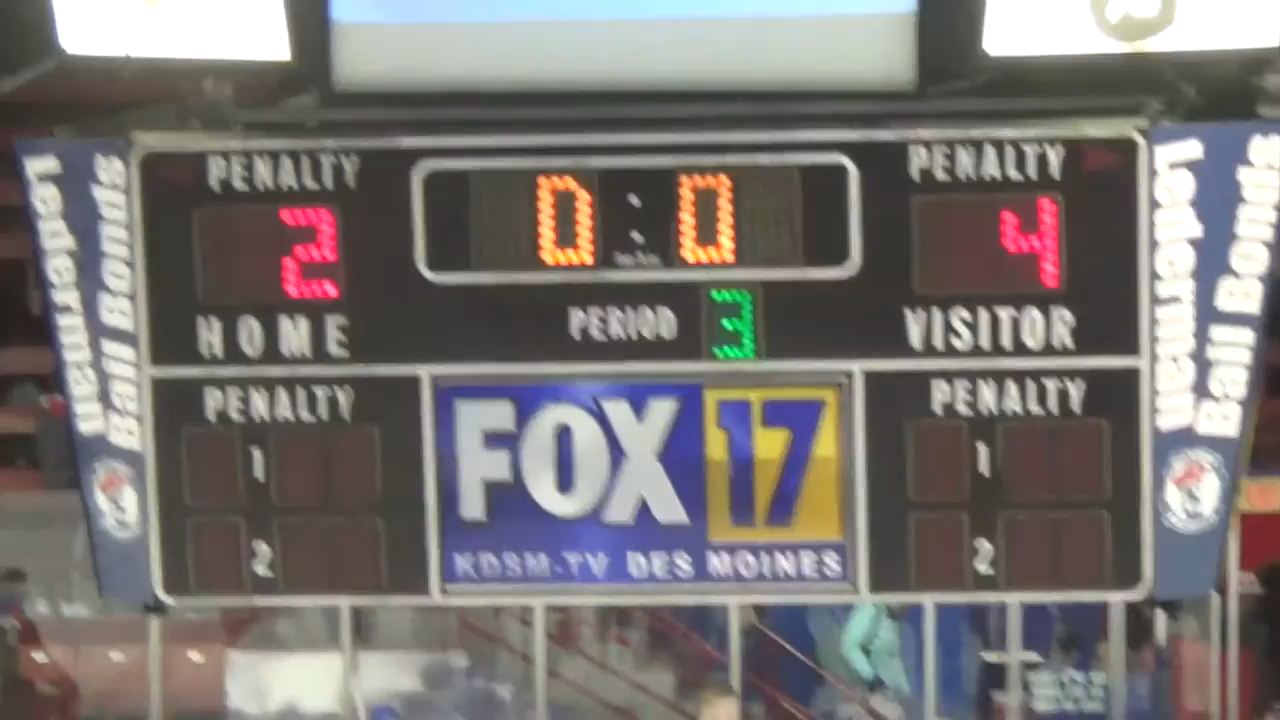 PENALTY
0:0
PENALTY
2
4
HOME
PERIOD 3
VISITOR
PENALTY
PENALTY
1
2
1
2
FOX 17
KDSM-TV DES MOINES
Lederman
Bail Bonds
Lederman
Bail Bonds